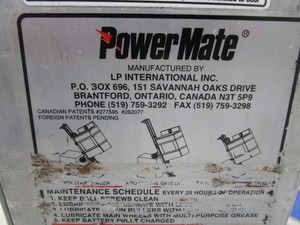 PowerMate®
MANUFACTURED BY
LP INTERNATIONAL INC.
P.O. BOX 696, 151 SAVANNAH OAKS DRIVE
BRANTFORD, ONTARIO, CANADA N3T 5P9
PHONE (519) 759-3292 FAX (519) 759-3298
CANADIAN PATENTS #277595 #262077
FOREIGN PATENTS PENDING
MAINTENANCE SCHEDULE EVERY 25 HOURS OF OPERATION
1. KEEP BALL SCREWS CLEAN
4. LUBRICATE MAIN WHEELS WITH MULTI-PURPOSE GREASE
5. KEEP BATTERY FULLY CHARGED